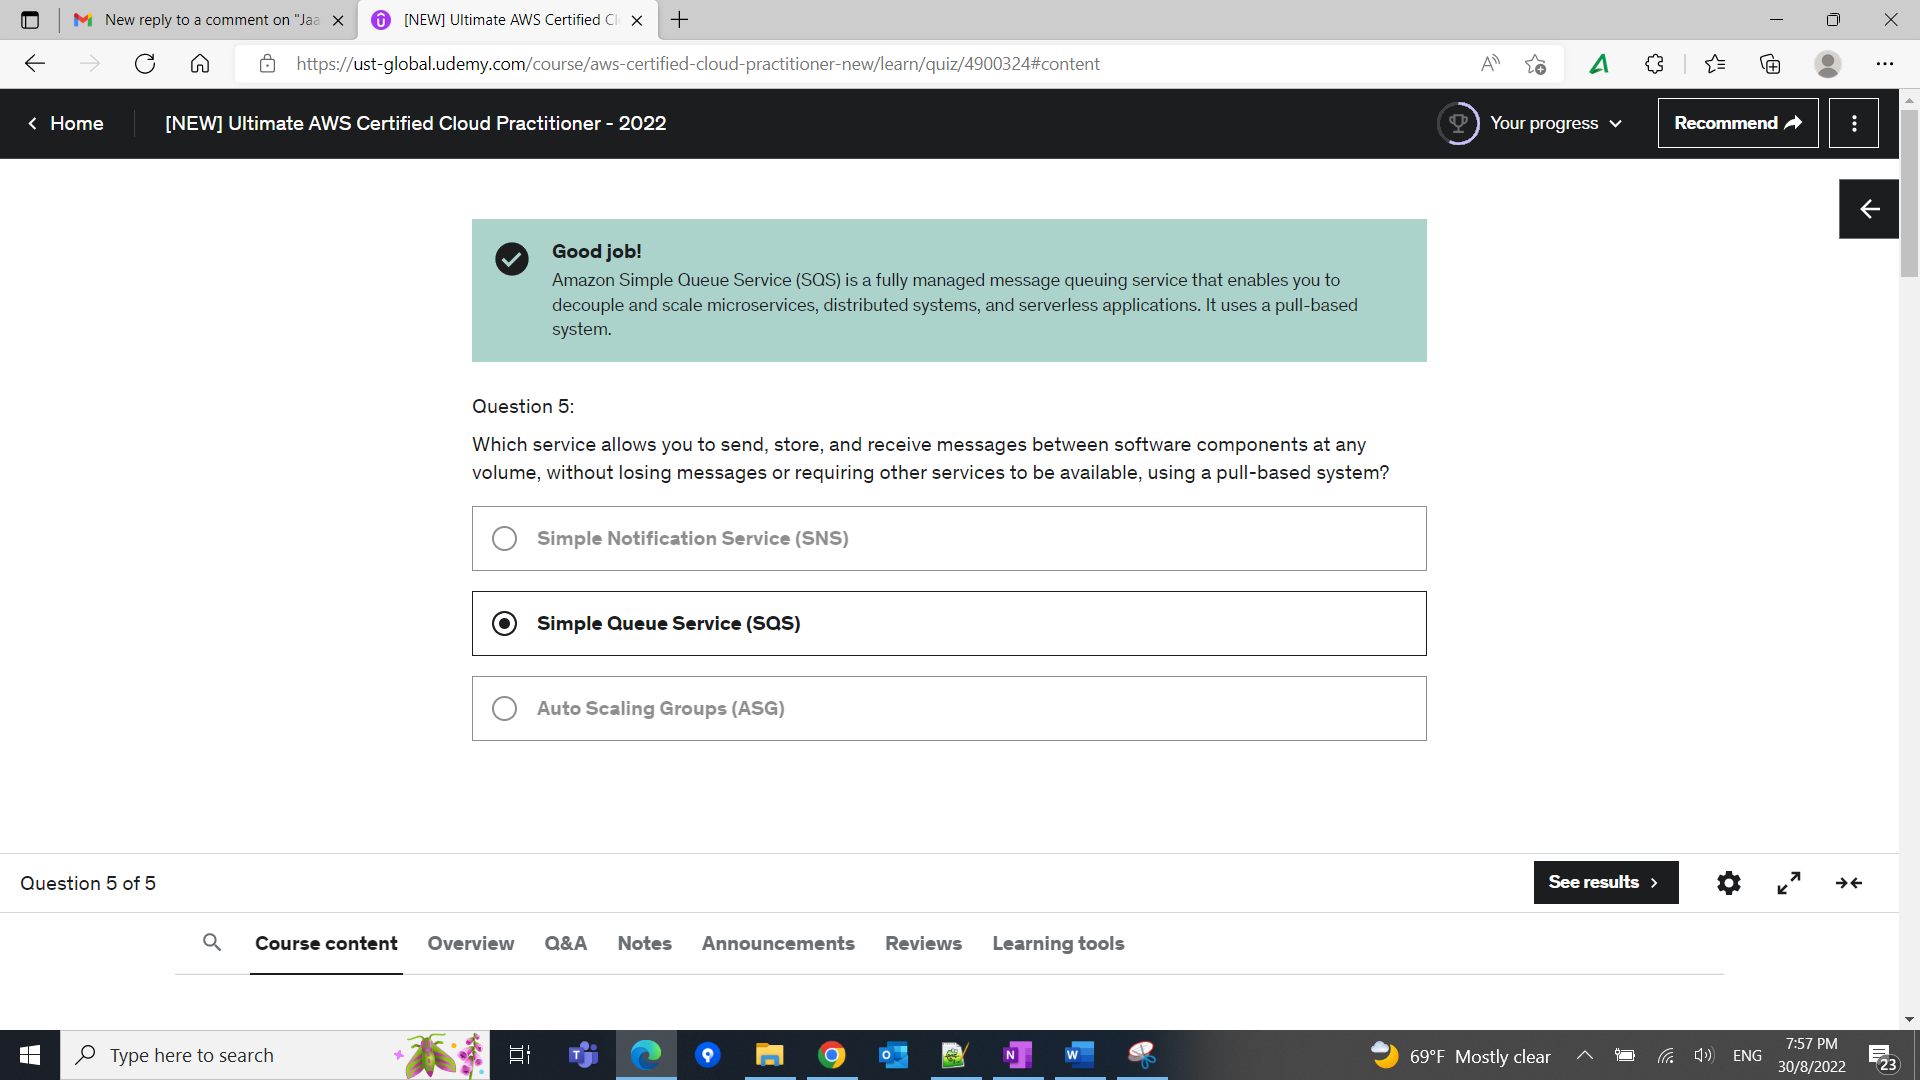 New reply to a comment on "Jaa
[NEW] Ultimate AWS Certified Cl
https://ust-global.udemy.com/course/aws-certified-cloud-practitioner-new/learn/quiz/4900324#content
Home
[NEW] Ultimate AWS Certified Cloud Practitioner - 2022
Your progress
Recommend
Good job!
Amazon Simple Queue Service (SQS) is a fully managed message queuing service that enables you to
decouple and scale microservices, distributed systems, and serverless applications. It uses a pull-based
system.
Question 5:
Which service allows you to send, store, and receive messages between software components at any
volume, without losing messages or requiring other services to be available, using a pull-based system?
Simple Notification Service (SNS)
Simple Queue Service (SQS)
Auto Scaling Groups (ASG)
Question 5 of 5
See results
Course content
Overview
Q&A
Notes
Announcements
Reviews
Learning tools
Type here to search
69°F Mostly clear
ENG
7:57 PM
30/8/2022
23